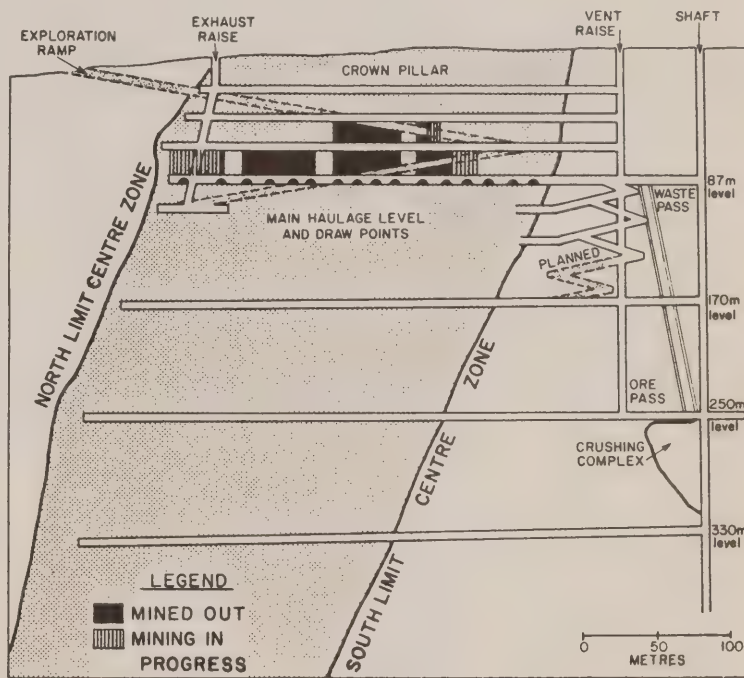 EXPLORATION
RAMP
EXHAUST
RAISE
VENT
RAISE
SHAFT
CROWN PILLAR
87m
level
WASTE
PASS
MAIN HAULAGE LEVEL
AND DRAW POINTS
PLANNED
NORTH LIMIT CENTRE ZONE
170m
level
SOUTH LIMIT CENTRE ZONE
ORE
PASS
250m
level
CRUSHING
COMPLEX
330m
level
LEGEND
MINED OUT
MINING IN
PROGRESS
0 50 100
METRES